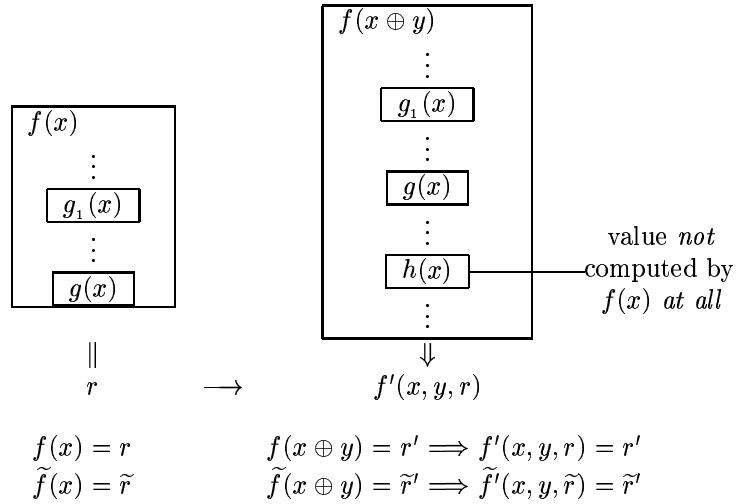 f(x ⊕ y)
⋮
g₁(x)
f(x)
⋮
g(x)
g₁(x)
⋮
⋮
value not
h(x)
computed by
g(x)
f(x) at all
⋮
||
⇓
r
⟶
f′(x, y, r)
f(x) = r
f(x ⊕ y) = r′ ⟹ f′(x, y, r) = r′
f̃(x) = r̃
f̃(x ⊕ y) = r̃′ ⟹ f̃′(x, y, r̃) = r̃′